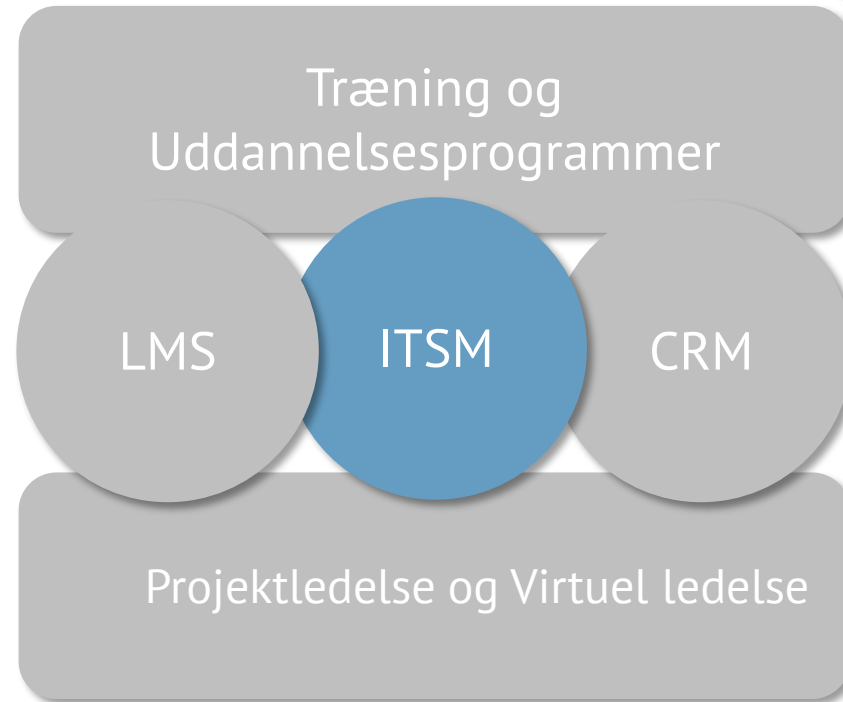 Træning og
Uddannelsesprogrammer
LMS
ITSM
CRM
Projektledelse og Virtuel ledelse